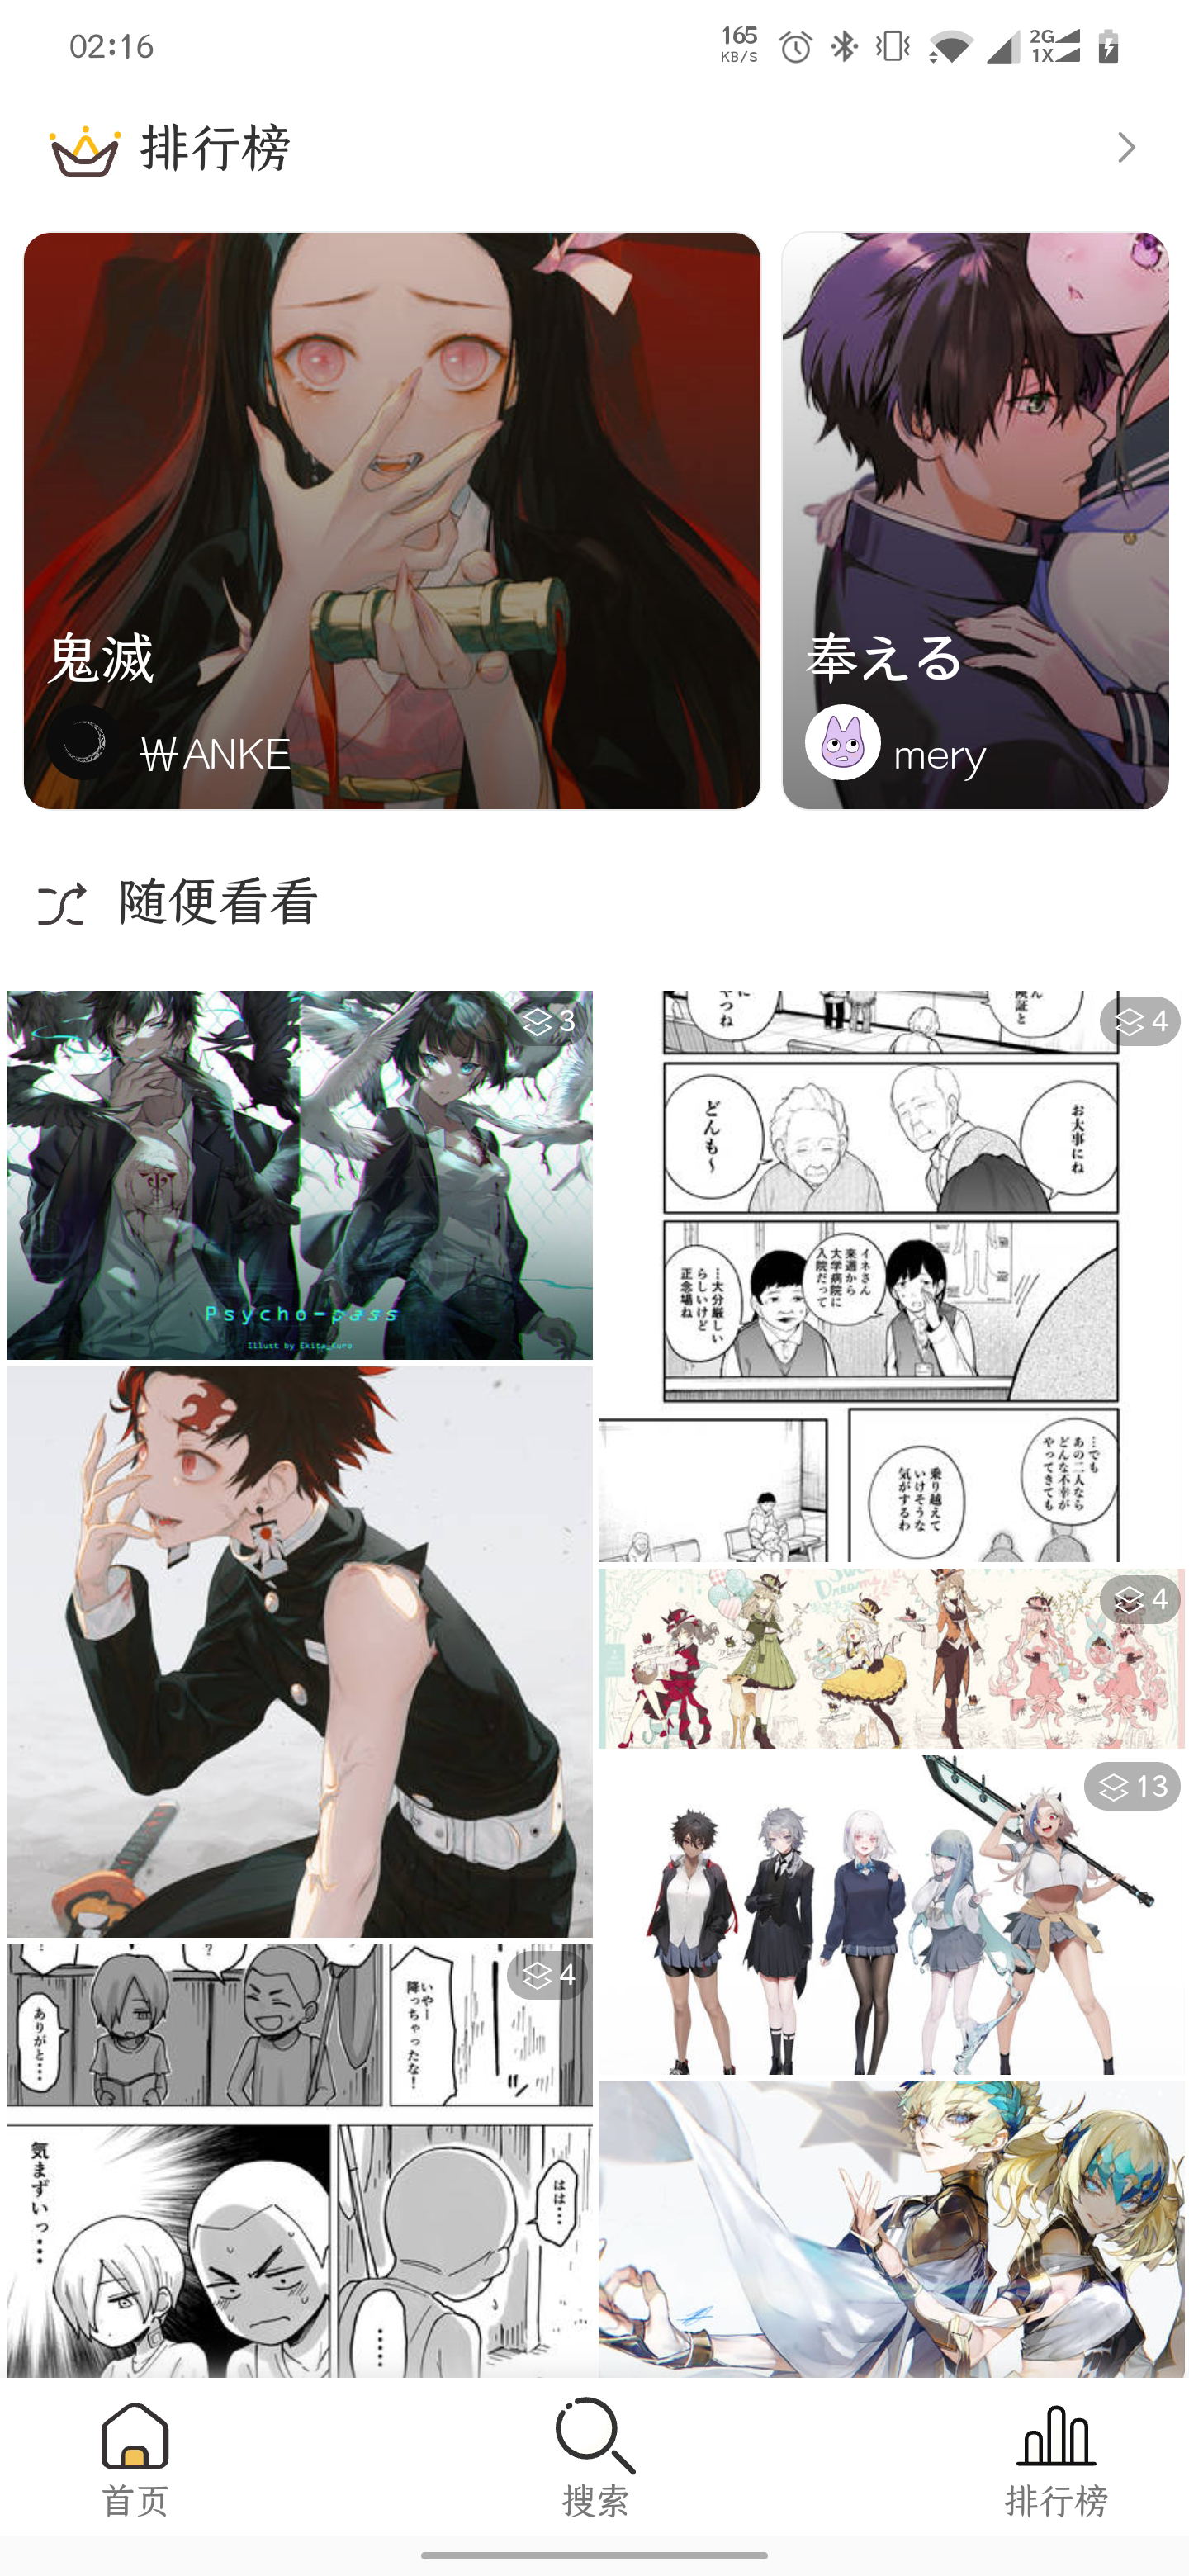 02:16
165
KB/S
2G
1X
排行榜
鬼滅
₩ANKE
奉える
mery
随便看看
3
Psycho-pass
Illust by Ekita_Kuro
4
やつね
険証と
お大事にね
どんも～
イネさん
来週から
大学病院に
入院だって
…大分厳しい
らしいけど
正念場ね
…でも
あの二人なら
どんな不幸が
やってきても
乗り越えて
いけそうな
気がするわ
4
Dreams
13
4
?
ありがと…
いやー
降っちゃったな!
気まずいっ…
はは…
……
首页
搜索
排行榜